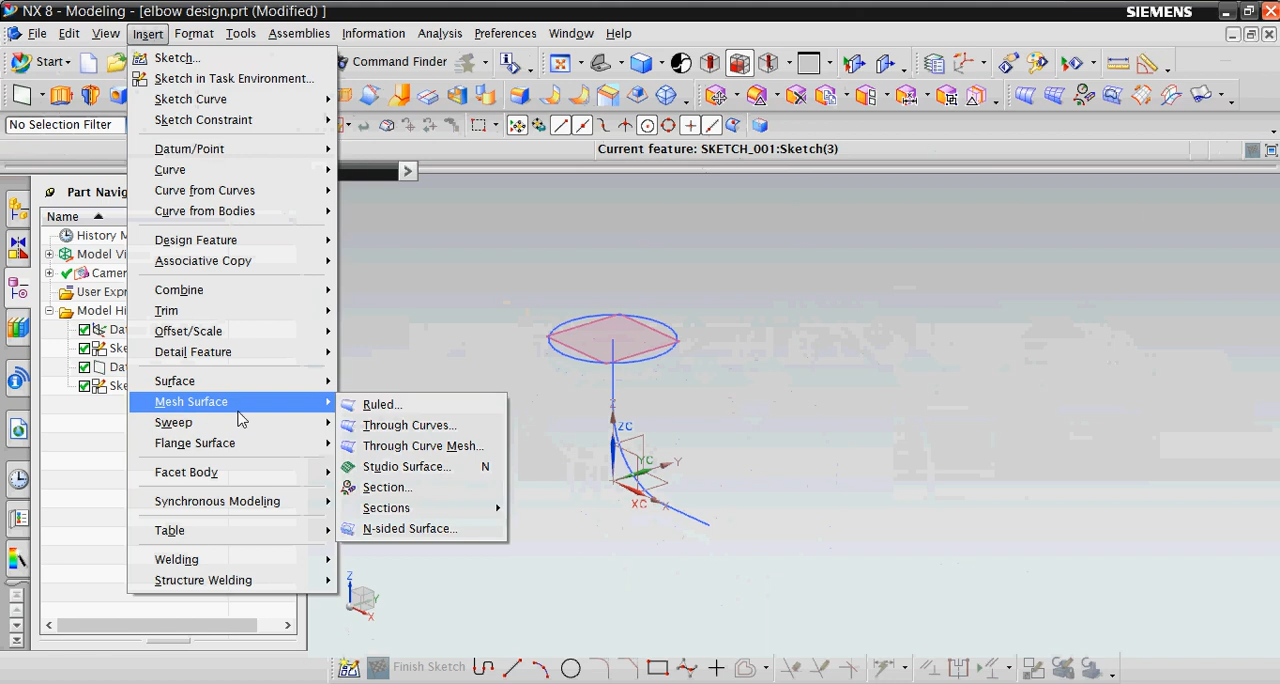 NX 8 - Modeling - [elbow design.prt (Modified) ]
SIEMENS
File Edit View Insert Format Tools Assemblies Information Analysis Preferences Window Help
Start
Command Finder
No Selection Filter
Current feature: SKETCH_001:Sketch(3)
Part Navig
Name
History M
Model Vi
Camer
User Expr
Model Hi
Dat
Ske
Dat
Ske
Sketch...
Sketch in Task Environment...
Sketch Curve
Sketch Constraint
Datum/Point
Curve
Curve from Curves
Curve from Bodies
Design Feature
Associative Copy
Combine
Trim
Offset/Scale
Detail Feature
Surface
Mesh Surface
Sweep
Flange Surface
Facet Body
Synchronous Modeling
Table
Welding
Structure Welding
Ruled...
Through Curves...
Through Curve Mesh...
Studio Surface... N
Section...
Sections
N-sided Surface...
Z
ZC
YC
Y
XC
X
Z
Y
X
Finish Sketch